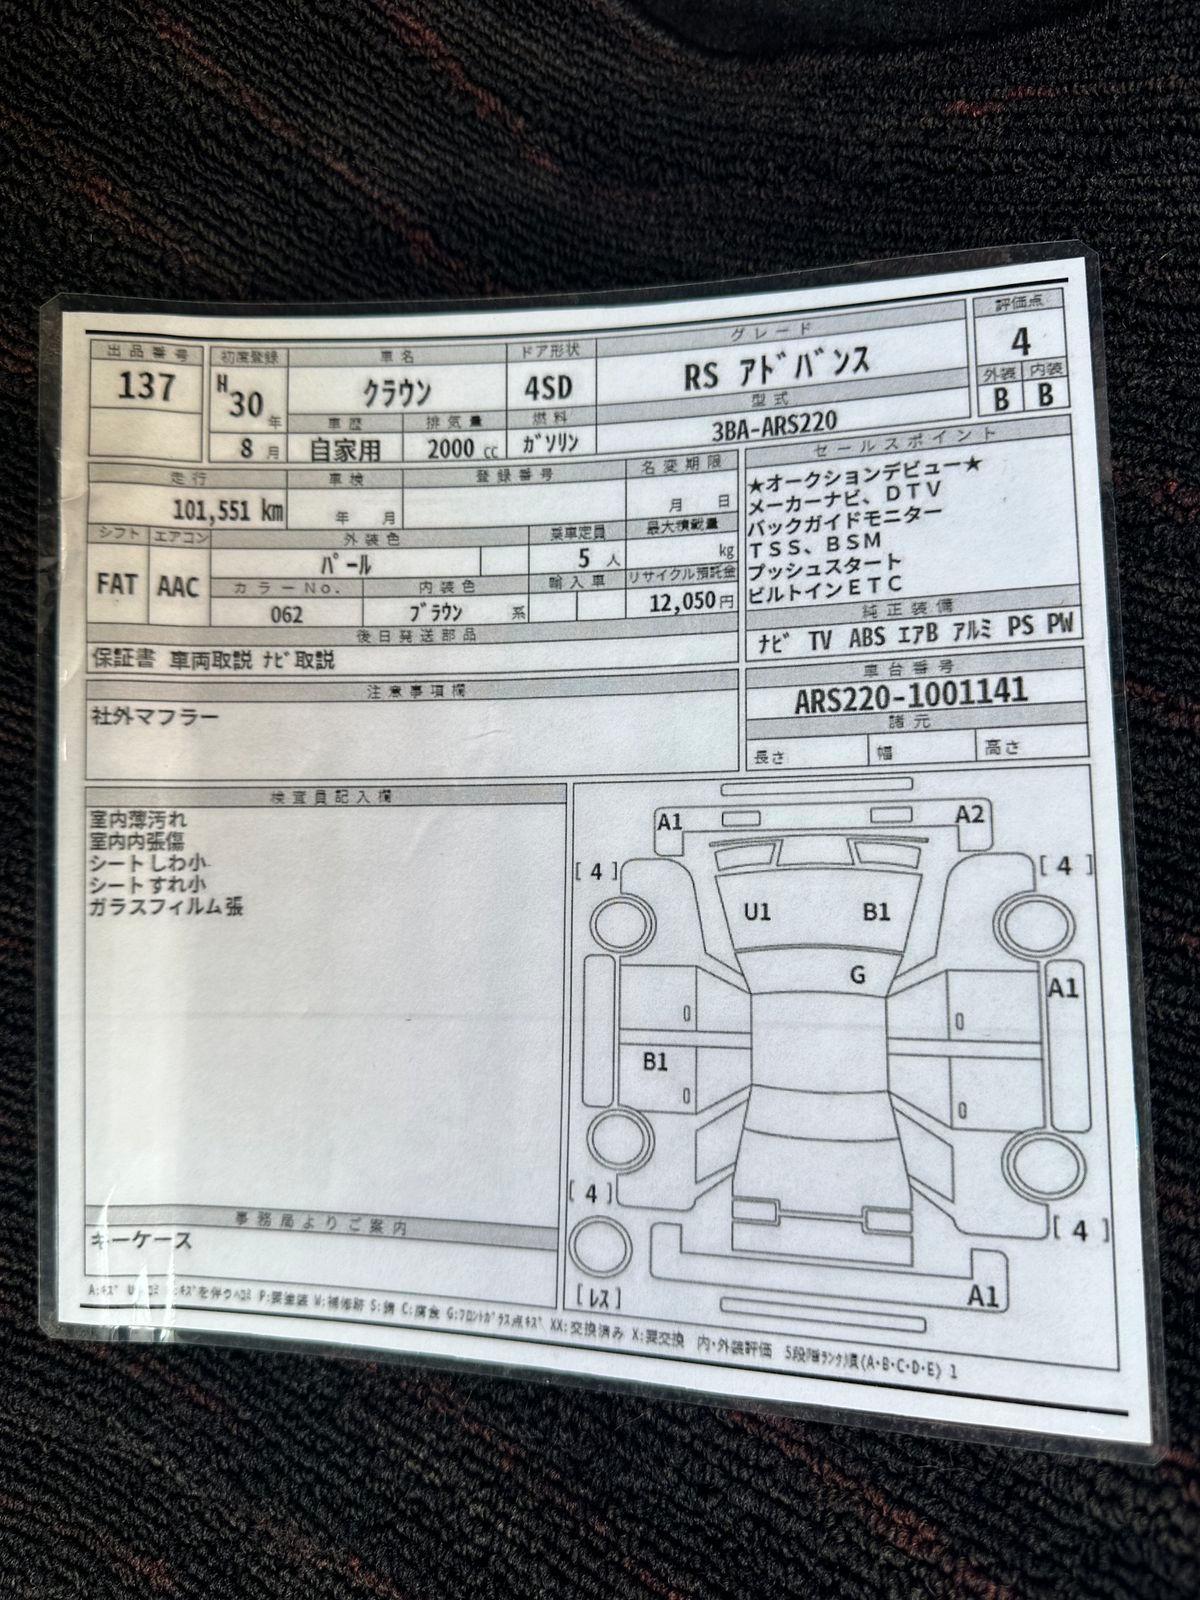 出品番号
137
初度登録
H30年
8月
車名
クラウン
ドア形状
4SD
グレード
RS アドバンス
評価点
4
外装 内装
B B
車歴
自家用
排気量
2000 cc
燃料
ガソリン
型式
3BA-ARS220
走行
101,551 km
車検
年 月
登録番号
名変期限
月 日
セールスポイント
★オークションデビュー★
メーカーナビ、DTV
バックガイドモニター
TSS、BSM
プッシュスタート
ビルトインETC
シフト
FAT
エアコン
AAC
外装色
パール
乗車定員
5人
最大積載量
kg
カラーNo.
062
内装色
ブラウン 系
輸入車
リサイクル預託金
12,050円
純正装備
ナビ TV ABS エアB アルミ PS PW
後日発送部品
保証書 車両取説 ナビ取説
車台番号
ARS220-1001141
注意事項欄
社外マフラー
諸元
長さ 幅 高さ
検査員記入欄
室内薄汚れ
室内内張傷
シートしわ小
シートすれ小
ガラスフィルム張
A1 A2
[4] [4]
U1 B1
G
A1
B1
[4] [4]
[レス]
A1
事務局よりご案内
キーケース
A:キズ P:要塗装 W:補修跡 S:錆 C:腐食 G:フロントガラス点キズ XX:交換済み X:要交換 内・外装評価 5段階ランク(A・B・C・D・E) 1